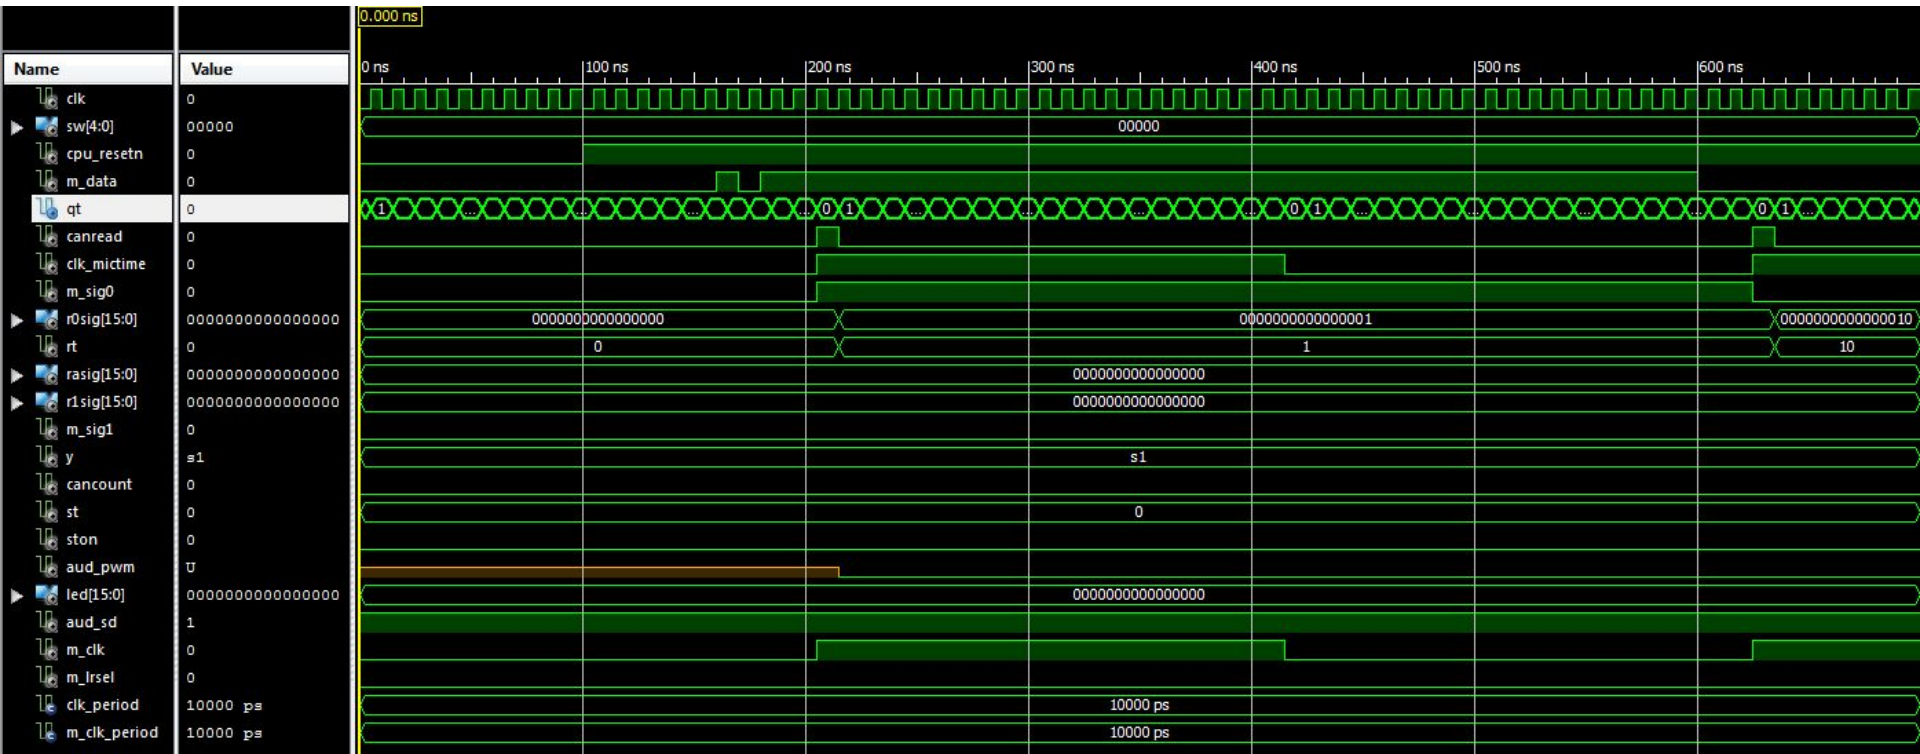 0.000 ns
Name Value 0 ns 100 ns 200 ns 300 ns 400 ns 500 ns 600 ns
clk 0
sw[4:0] 00000 00000
cpu_resetn 0
m_data 0
qt 0 1 ... ... ... ... 0 1 ... ... ... ... 0 1 ... ... ... ... 0 1 ...
canread 0
clk_mictime 0
m_sig0 0
r0sig[15:0] 0000000000000000 0000000000000000 0000000000000001 0000000000000010
rt 0 0 1 10
rasig[15:0] 0000000000000000 0000000000000000
r1sig[15:0] 0000000000000000 0000000000000000
m_sig1 0
y s1 s1
cancount 0
st 0 0
ston 0
aud_pwm U
led[15:0] 0000000000000000 0000000000000000
aud_sd 1
m_clk 0
m_lrsel 0
clk_period 10000 ps 10000 ps
m_clk_period 10000 ps 10000 ps